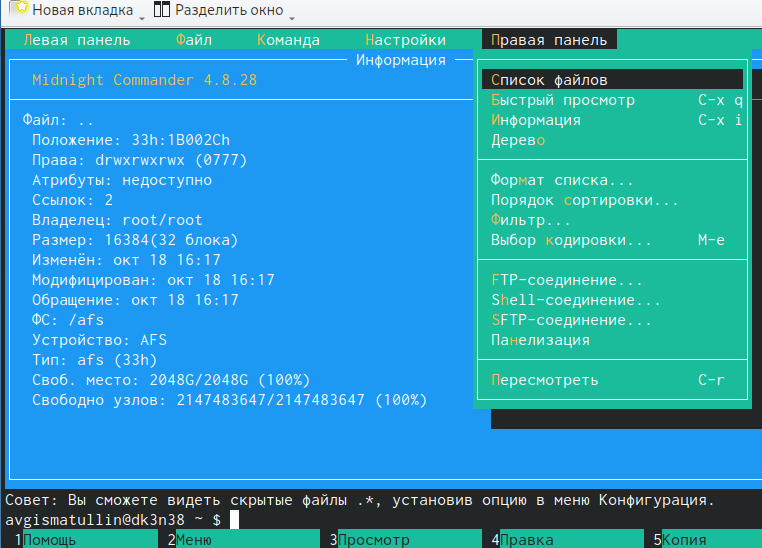 Новая вкладка Разделить окно
Левая панель Файл Команда Настройки Правая панель
Информация
Midnight Commander 4.8.28
Файл: ..
Положение: 33h:1B002Ch
Права: drwxrwxrwx (0777)
Атрибуты: недоступно
Ссылок: 2
Владелец: root/root
Размер: 16384(32 блока)
Изменён: окт 18 16:17
Модифицирован: окт 18 16:17
Обращение: окт 18 16:17
ФС: /afs
Устройство: AFS
Тип: afs (33h)
Своб. место: 2048G/2048G (100%)
Свободно узлов: 2147483647/2147483647 (100%)
Список файлов
Быстрый просмотр C-x q
Информация C-x i
Дерево
Формат списка...
Порядок сортировки...
Фильтр...
Выбор кодировки... M-e
FTP-соединение...
Shell-соединение...
SFTP-соединение...
Панелизация
Пересмотреть C-r
Совет: Вы сможете видеть скрытые файлы .*, установив опцию в меню Конфигурация.
avgismatullin@dk3n38 ~ $
1Помощь 2Меню 3Просмотр 4Правка 5Копия